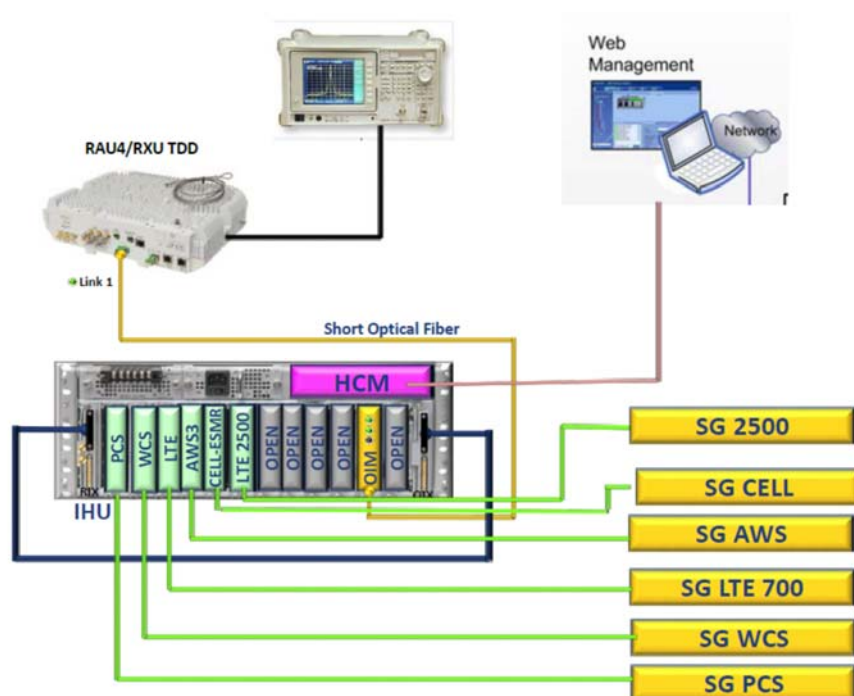 Web
Management
Network
RAU4/RXU TDD
Link 1
Short Optical Fiber
HCM
PCS
WCS
LTE
AWS3
CELL-ESMR
LTE 2500
OPEN
OPEN
OPEN
OPEN
OIM
OPEN
IHU
SG 2500
SG CELL
SG AWS
SG LTE 700
SG WCS
SG PCS